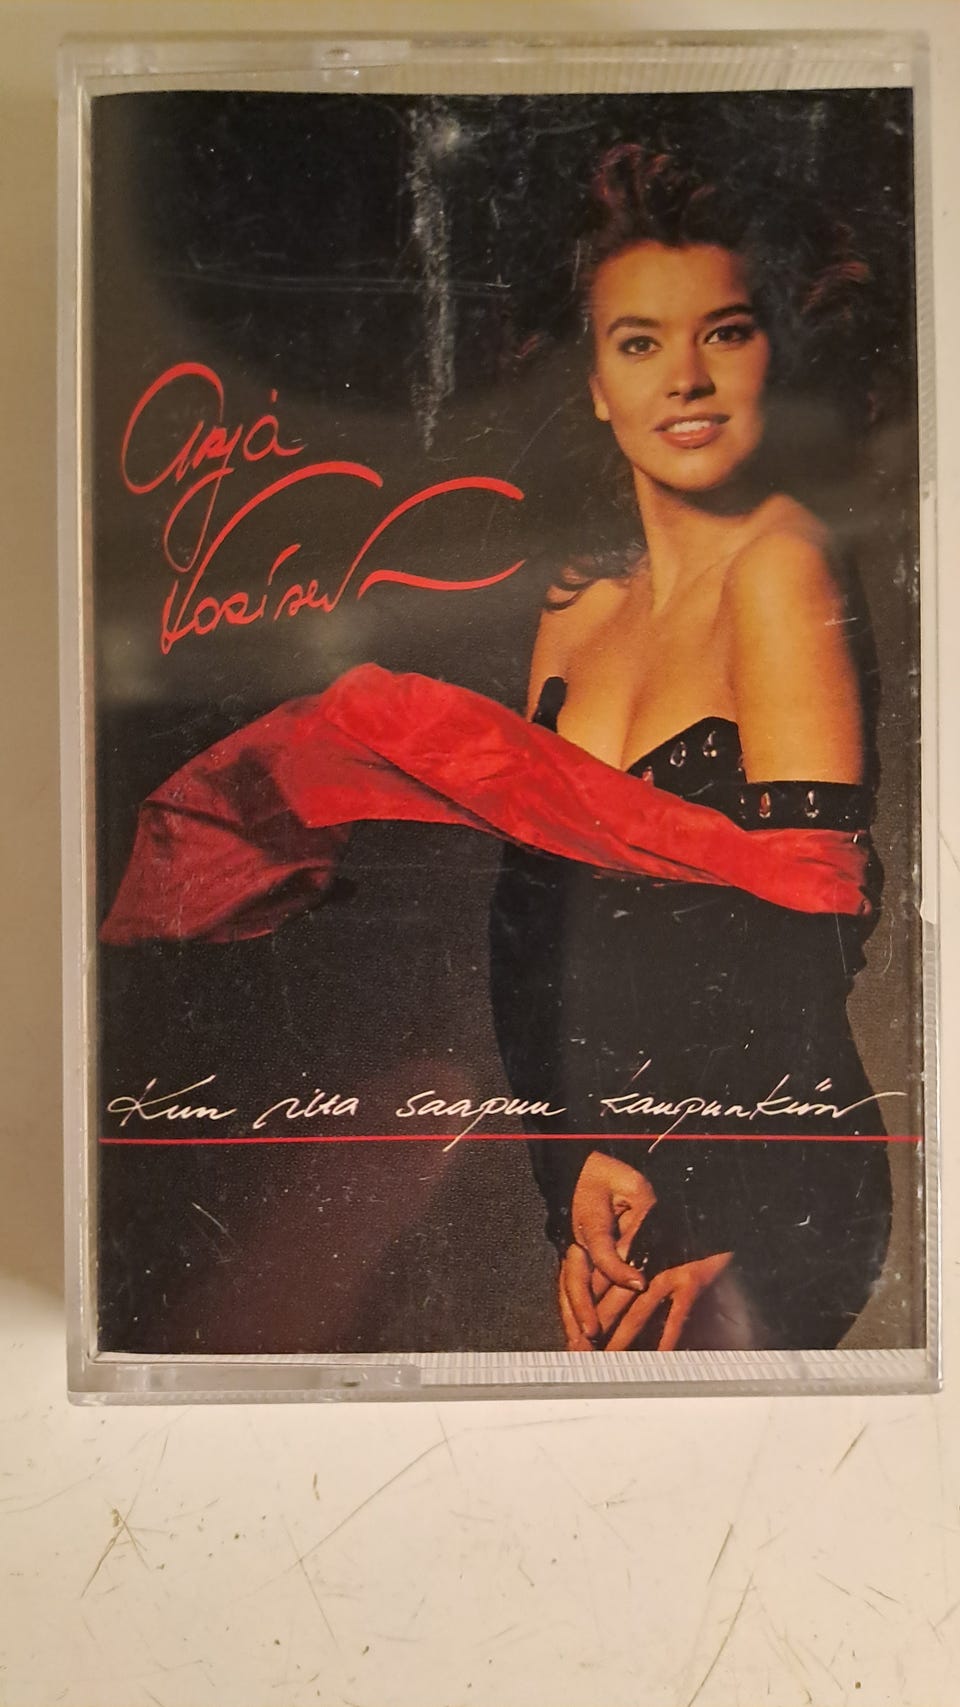 Arja
Koriseva
Kun ilta saapuu kaupunkiin